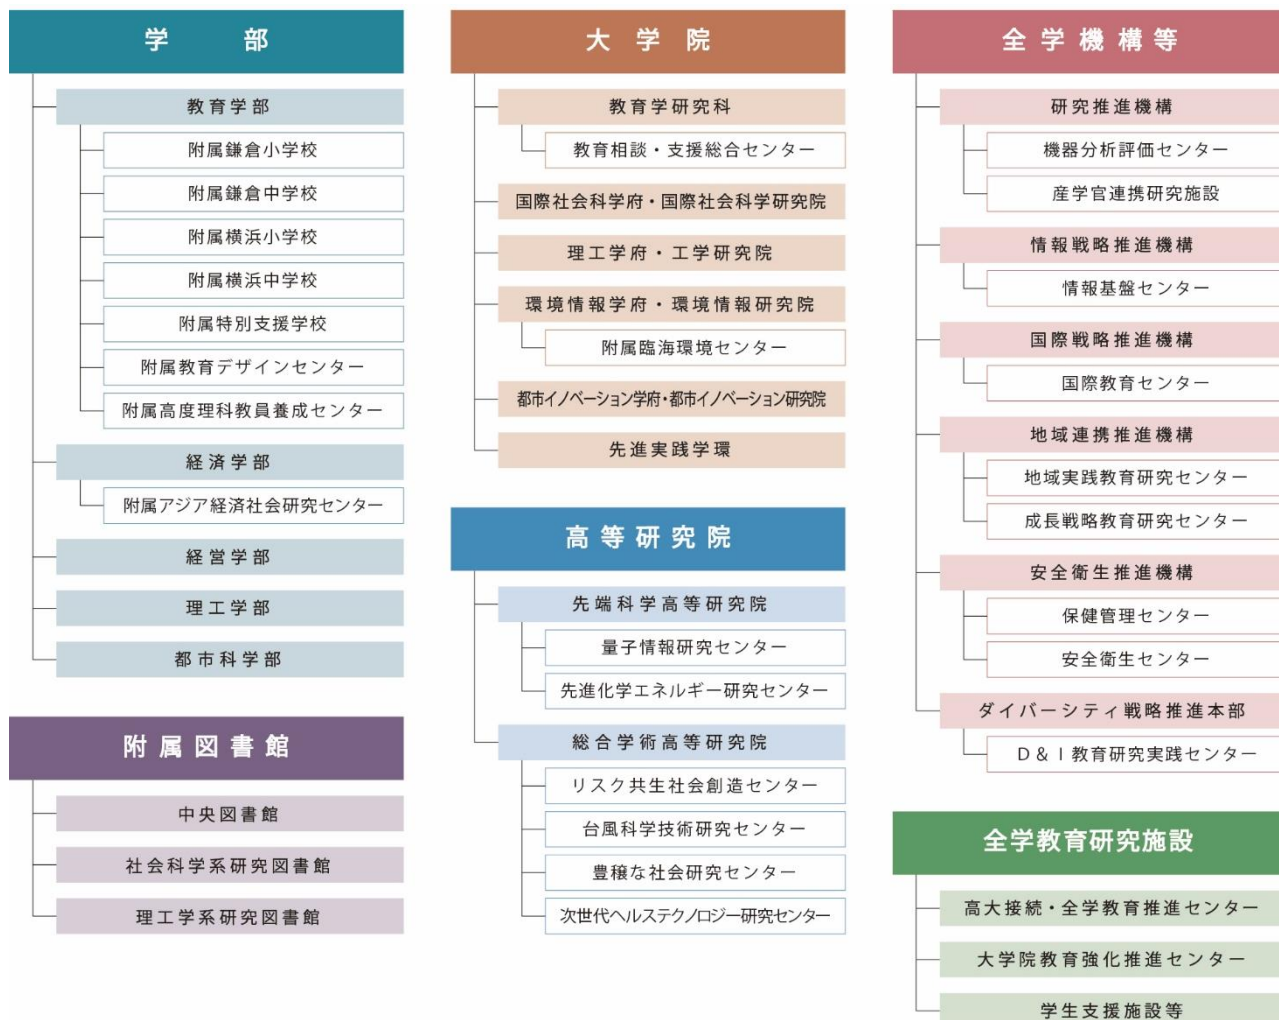 学部
教育学部
附属鎌倉小学校
附属鎌倉中学校
附属横浜小学校
附属横浜中学校
附属特別支援学校
附属教育デザインセンター
附属高度理科教員養成センター
経済学部
附属アジア経済社会研究センター
経営学部
理工学部
都市科学部
附属図書館
中央図書館
社会科学系研究図書館
理工学系研究図書館
大学院
教育学研究科
教育相談・支援総合センター
国際社会科学府・国際社会科学研究院
理工学府・工学研究院
環境情報学府・環境情報研究院
附属臨海環境センター
都市イノベーション学府・都市イノベーション研究院
先進実践学環
高等研究院
先端科学高等研究院
量子情報研究センター
先進化学エネルギー研究センター
総合学術高等研究院
リスク共生社会創造センター
台風科学技術研究センター
豊穣な社会研究センター
次世代ヘルステクノロジー研究センター
全学機構等
研究推進機構
機器分析評価センター
産学官連携研究施設
情報戦略推進機構
情報基盤センター
国際戦略推進機構
国際教育センター
地域連携推進機構
地域実践教育研究センター
成長戦略教育研究センター
安全衛生推進機構
保健管理センター
安全衛生センター
ダイバーシティ戦略推進本部
D & I 教育研究実践センター
全学教育研究施設
高大接続・全学教育推進センター
大学院教育強化推進センター
学生支援施設等